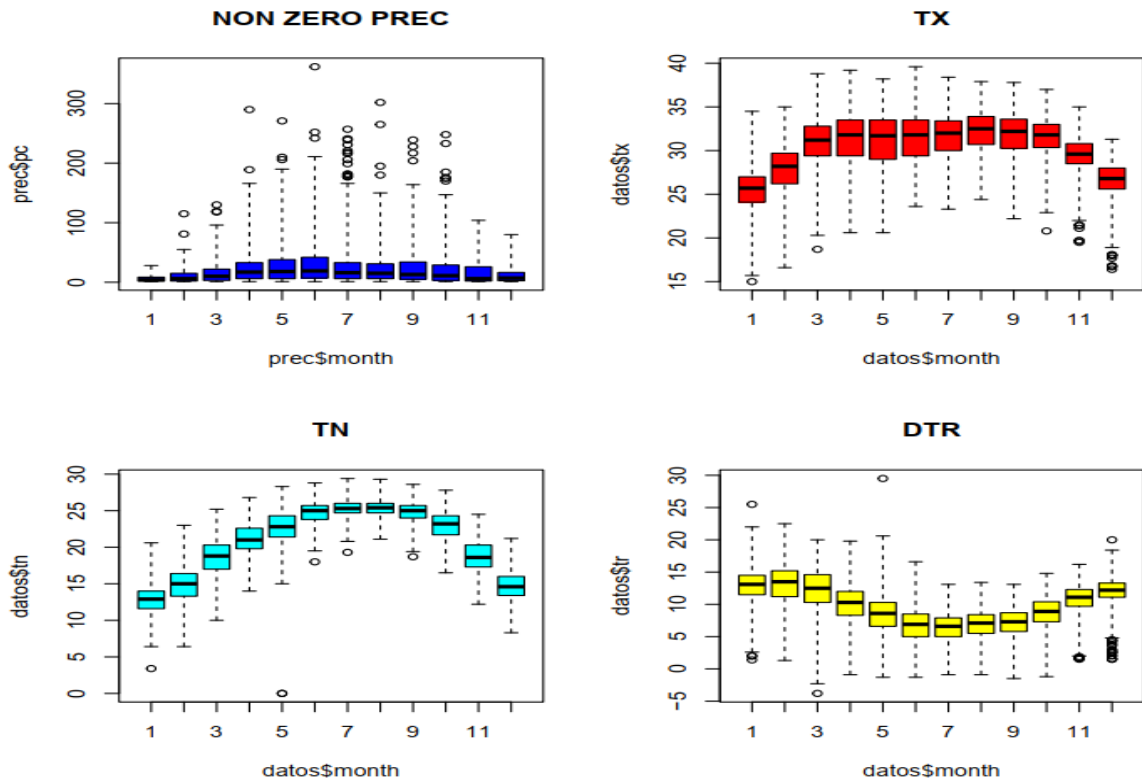 NON ZERO PREC
prec$pc
300
200
100
0
1 3 5 7 9 11
prec$month
TX
datos$tx
40
35
30
25
20
15
1 3 5 7 9 11
datos$month
TN
datos$tn
30
25
20
15
10
5
0
1 3 5 7 9 11
datos$month
DTR
datos$tr
30
25
20
15
10
5
0
−5
1 3 5 7 9 11
datos$month